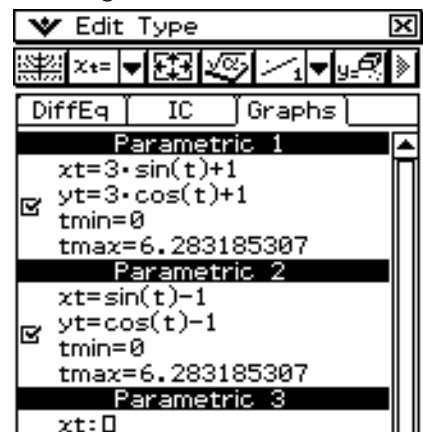 Edit Type
xt= 1 y=
DiffEq IC Graphs
Parametric 1
xt=3·sin(t)+1
yt=3·cos(t)+1
tmin=0
tmax=6.283185307
Parametric 2
xt=sin(t)-1
yt=cos(t)-1
tmin=0
tmax=6.283185307
Parametric 3
xt: